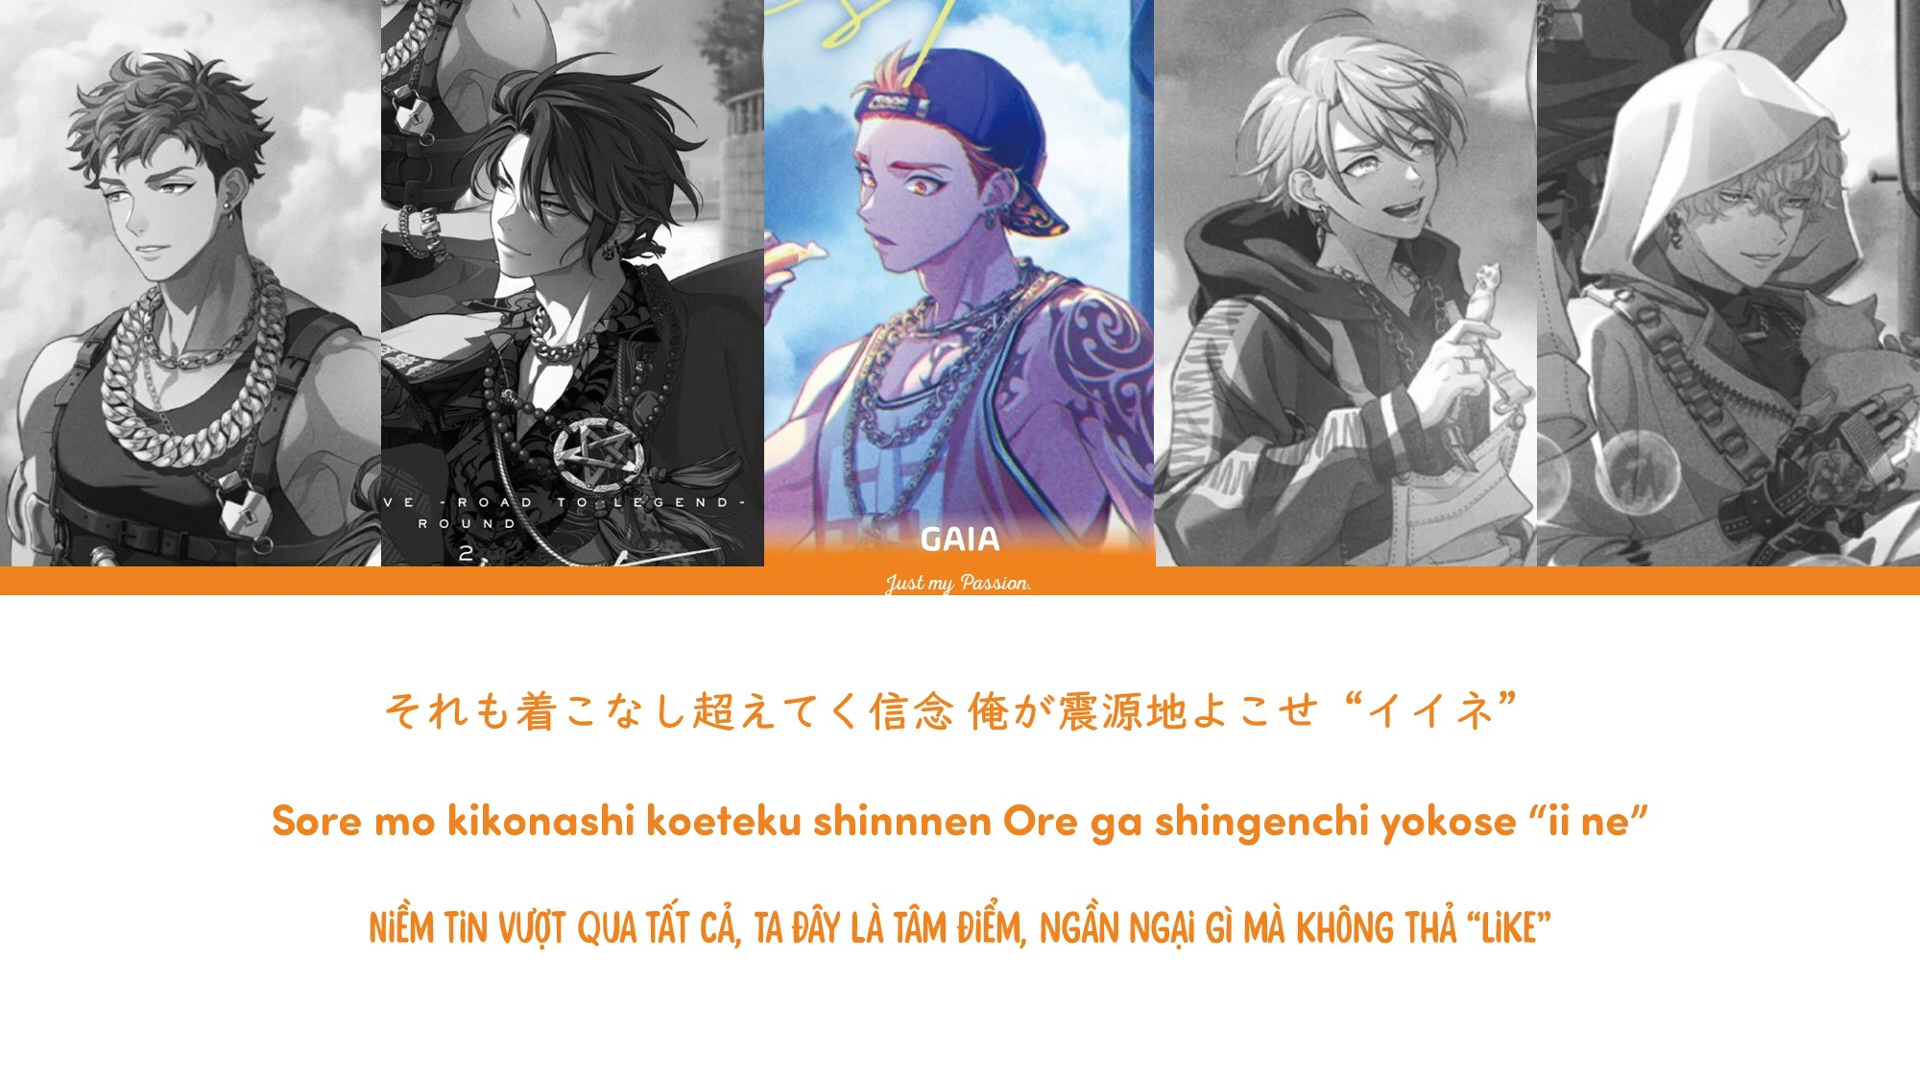 VE -ROAD TO LEGEND-
ROUND
2
GAIA
Just my Passion.
それも着こなし超えてく信念 俺が震源地よこせ “イイネ”
Sore mo kikonashi koeteku shinnnen Ore ga shingenchi yokose “ii ne”
NIỀM TIN VƯỢT QUA TẤT CẢ, TA ĐÂY LÀ TÂM ĐIỂM, NGẦN NGẠI GÌ MÀ KHÔNG THẢ “LIKE”